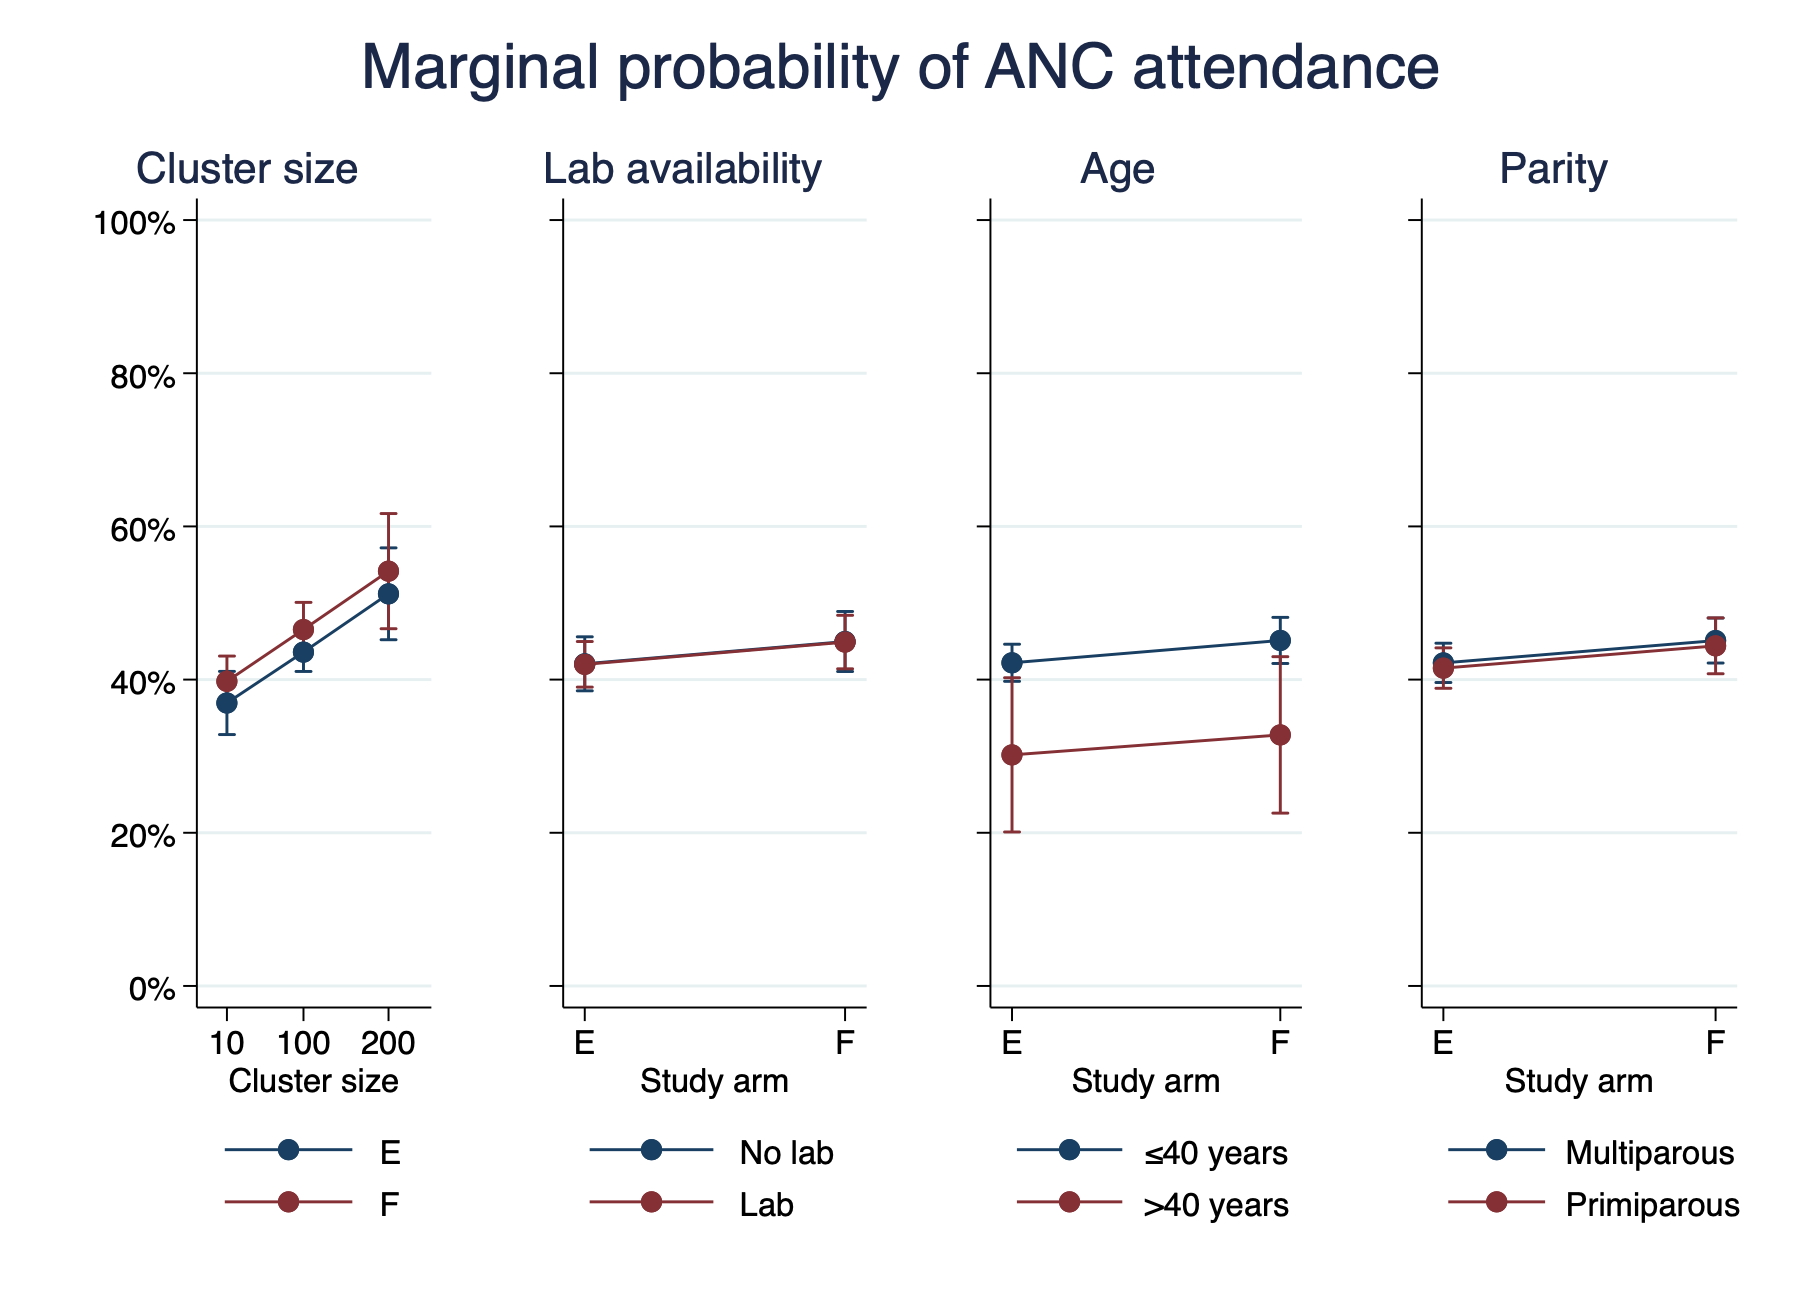 Marginal probability of ANC attendance
Cluster size
Lab availability
Age
Parity
100%
80%
60%
40%
20%
0%
10 100 200
Cluster size
E
F
E F
Study arm
No lab
Lab
E F
Study arm
≤40 years
>40 years
E F
Study arm
Multiparous
Primiparous